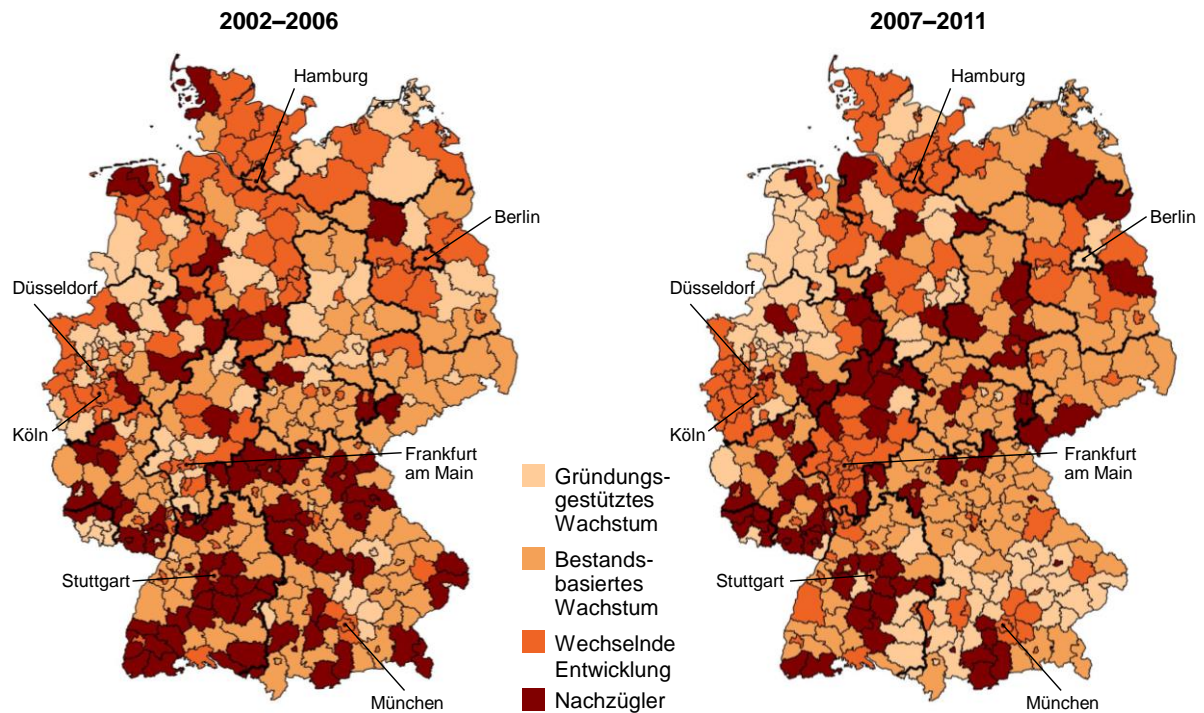 2002–2006
Hamburg
Berlin
Düsseldorf
Köln
Frankfurt
am Main
Stuttgart
München
Gründungs-
gestütztes
Wachstum
Bestands-
basiertes
Wachstum
Wechselnde
Entwicklung
Nachzügler
2007–2011
Hamburg
Berlin
Düsseldorf
Köln
Frankfurt
am Main
Stuttgart
München